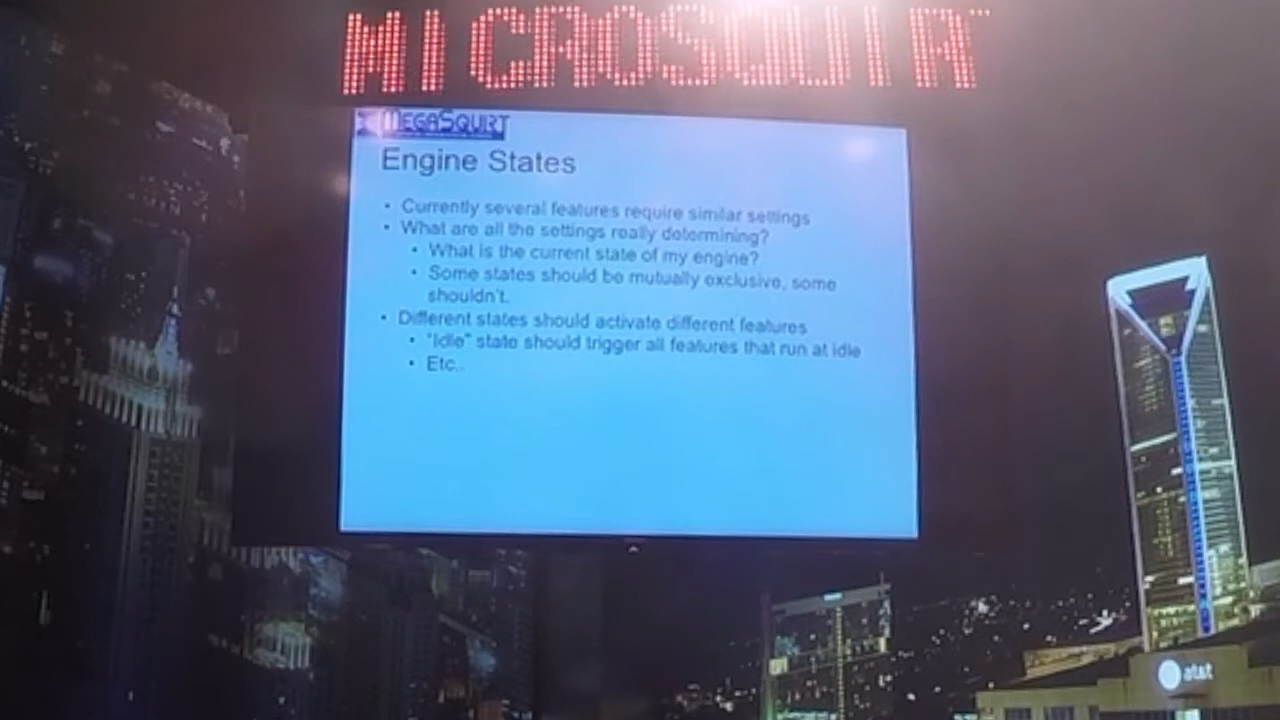 MICROSQUIR
MEGASQUIRT
Engine States
• Currently several features require similar settings
• What are all the settings really determining?
• What is the current state of my engine?
• Some states should be mutually exclusive, some
shouldn't.
• Different states should activate different features
• "Idle" state should trigger all features that run at idle
• Etc..
at&t